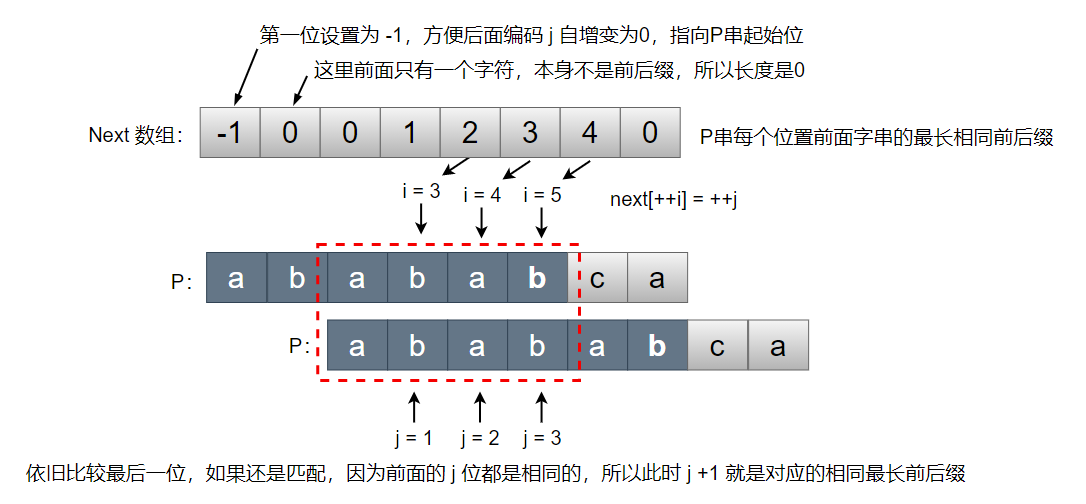 第一位设置为 -1，方便后面编码 j 自增变为0，指向P串起始位
这里前面只有一个字符，本身不是前后缀，所以长度是0
Next 数组： -1 0 0 1 2 3 4 0 P串每个位置前面字串的最长相同前后缀
i = 3 i = 4 i = 5 next[++i] = ++j
P： a b a b a b c a
P： a b a b a b c a
j = 1 j = 2 j = 3
依旧比较最后一位，如果还是匹配，因为前面的 j 位都是相同的，所以此时 j +1 就是对应的相同最长前后缀